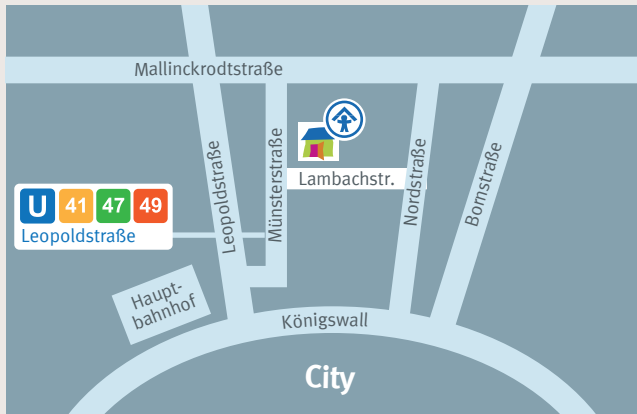 Mallinckrodtstraße
Leopoldstraße
Münsterstraße
Lambachstr.
Nordstraße
Bornstraße
U 41 47 49
Leopoldstraße
Haupt-
bahnhof
Königswall
City